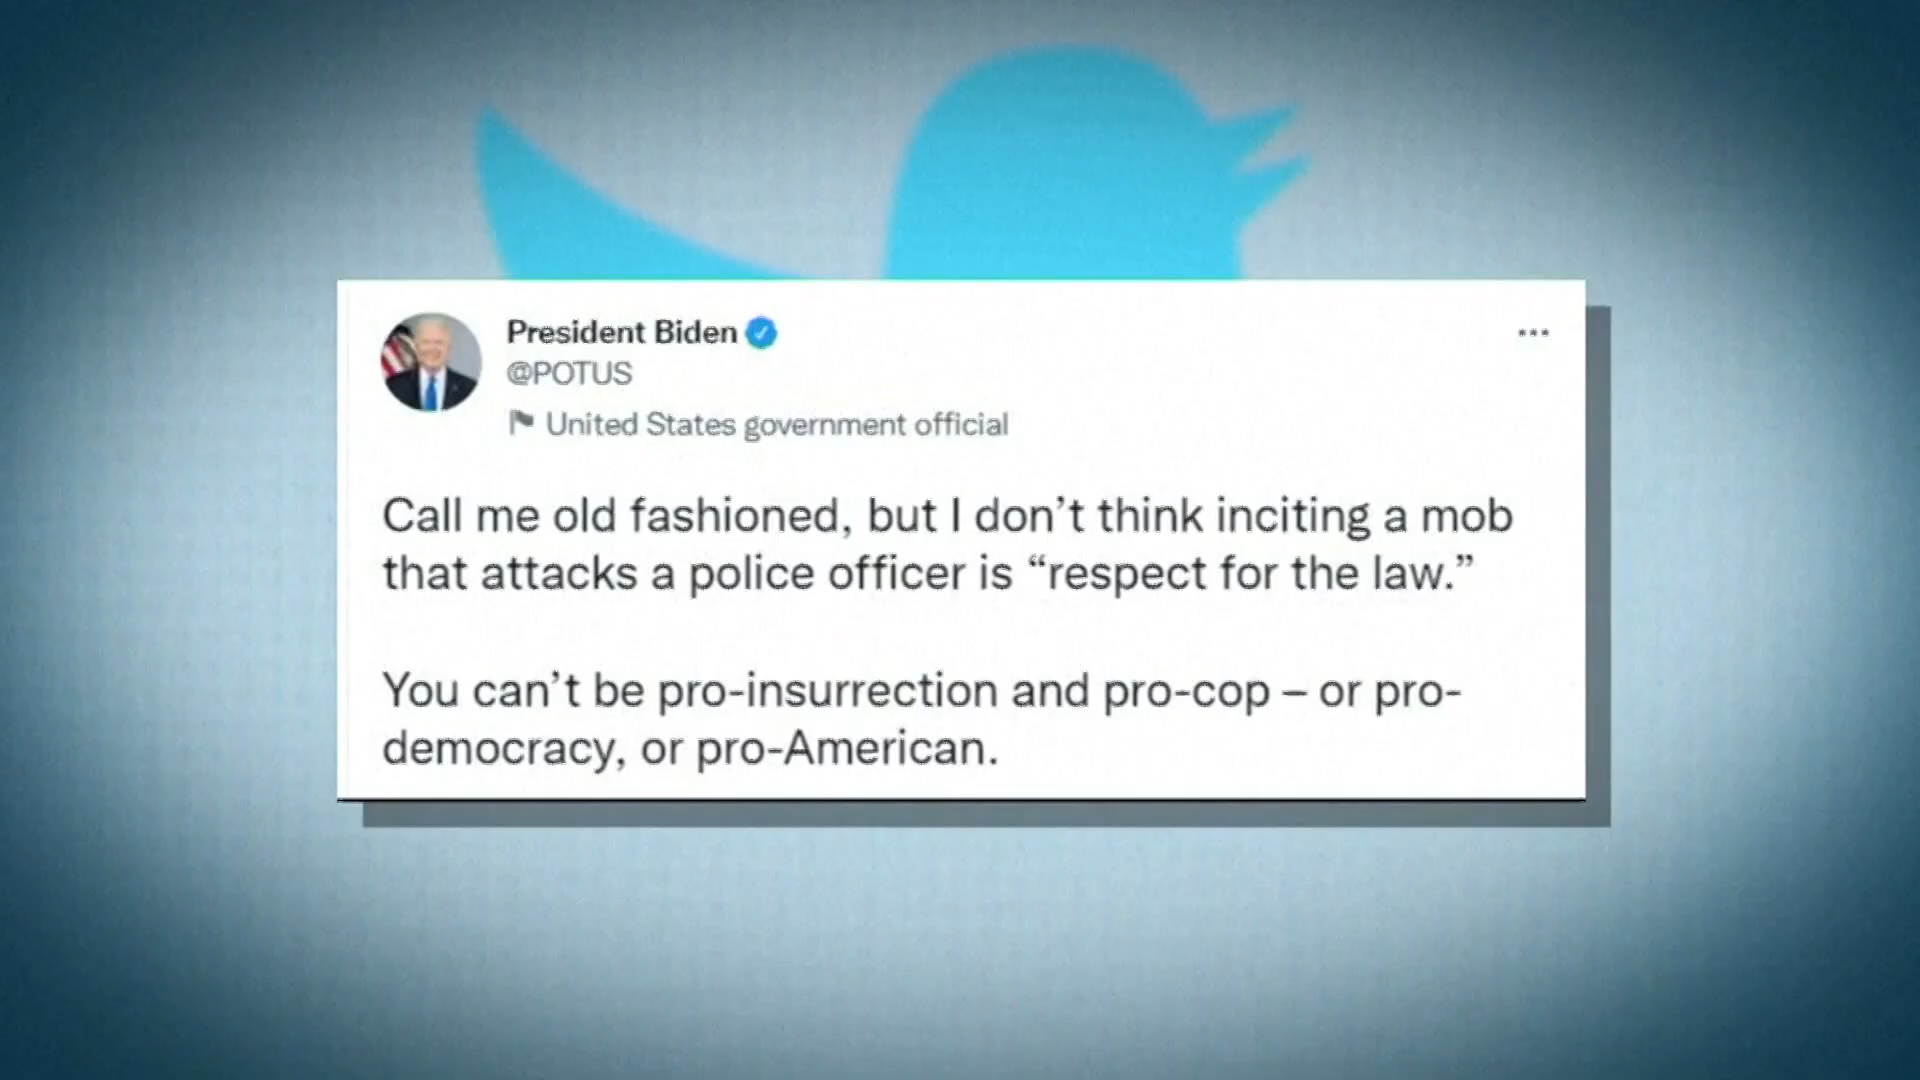 President Biden
@POTUS
United States government official
Call me old fashioned, but I don’t think inciting a mob
that attacks a police officer is “respect for the law.”
You can’t be pro-insurrection and pro-cop – or pro-
democracy, or pro-American.